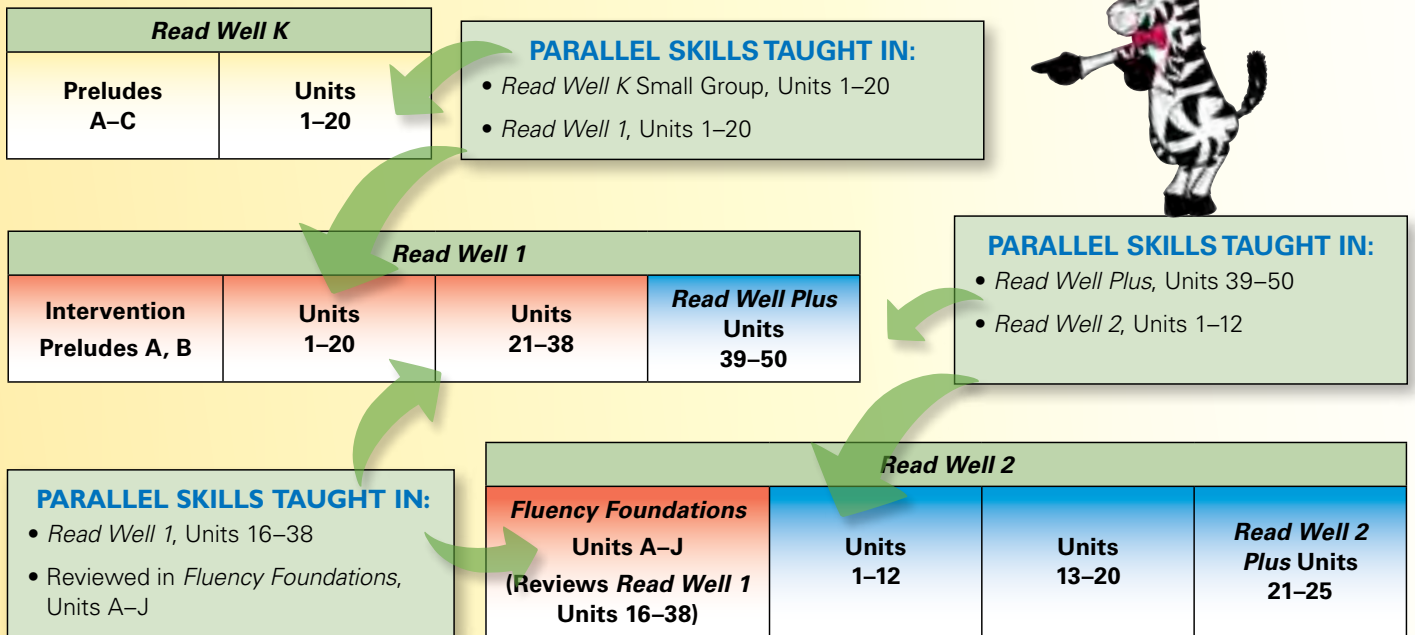 Read Well K
Preludes
A–C
Units
1–20
PARALLEL SKILLS TAUGHT IN:
• Read Well K Small Group, Units 1–20
• Read Well 1, Units 1–20
Read Well 1
Intervention
Preludes A, B
Units
1–20
Units
21–38
Read Well Plus
Units
39–50
PARALLEL SKILLS TAUGHT IN:
• Read Well Plus, Units 39–50
• Read Well 2, Units 1–12
PARALLEL SKILLS TAUGHT IN:
• Read Well 1, Units 16–38
• Reviewed in Fluency Foundations,
Units A–J
Read Well 2
Fluency Foundations
Units A–J
(Reviews Read Well 1
Units 16–38)
Units
1–12
Units
13–20
Read Well 2
Plus Units
21–25